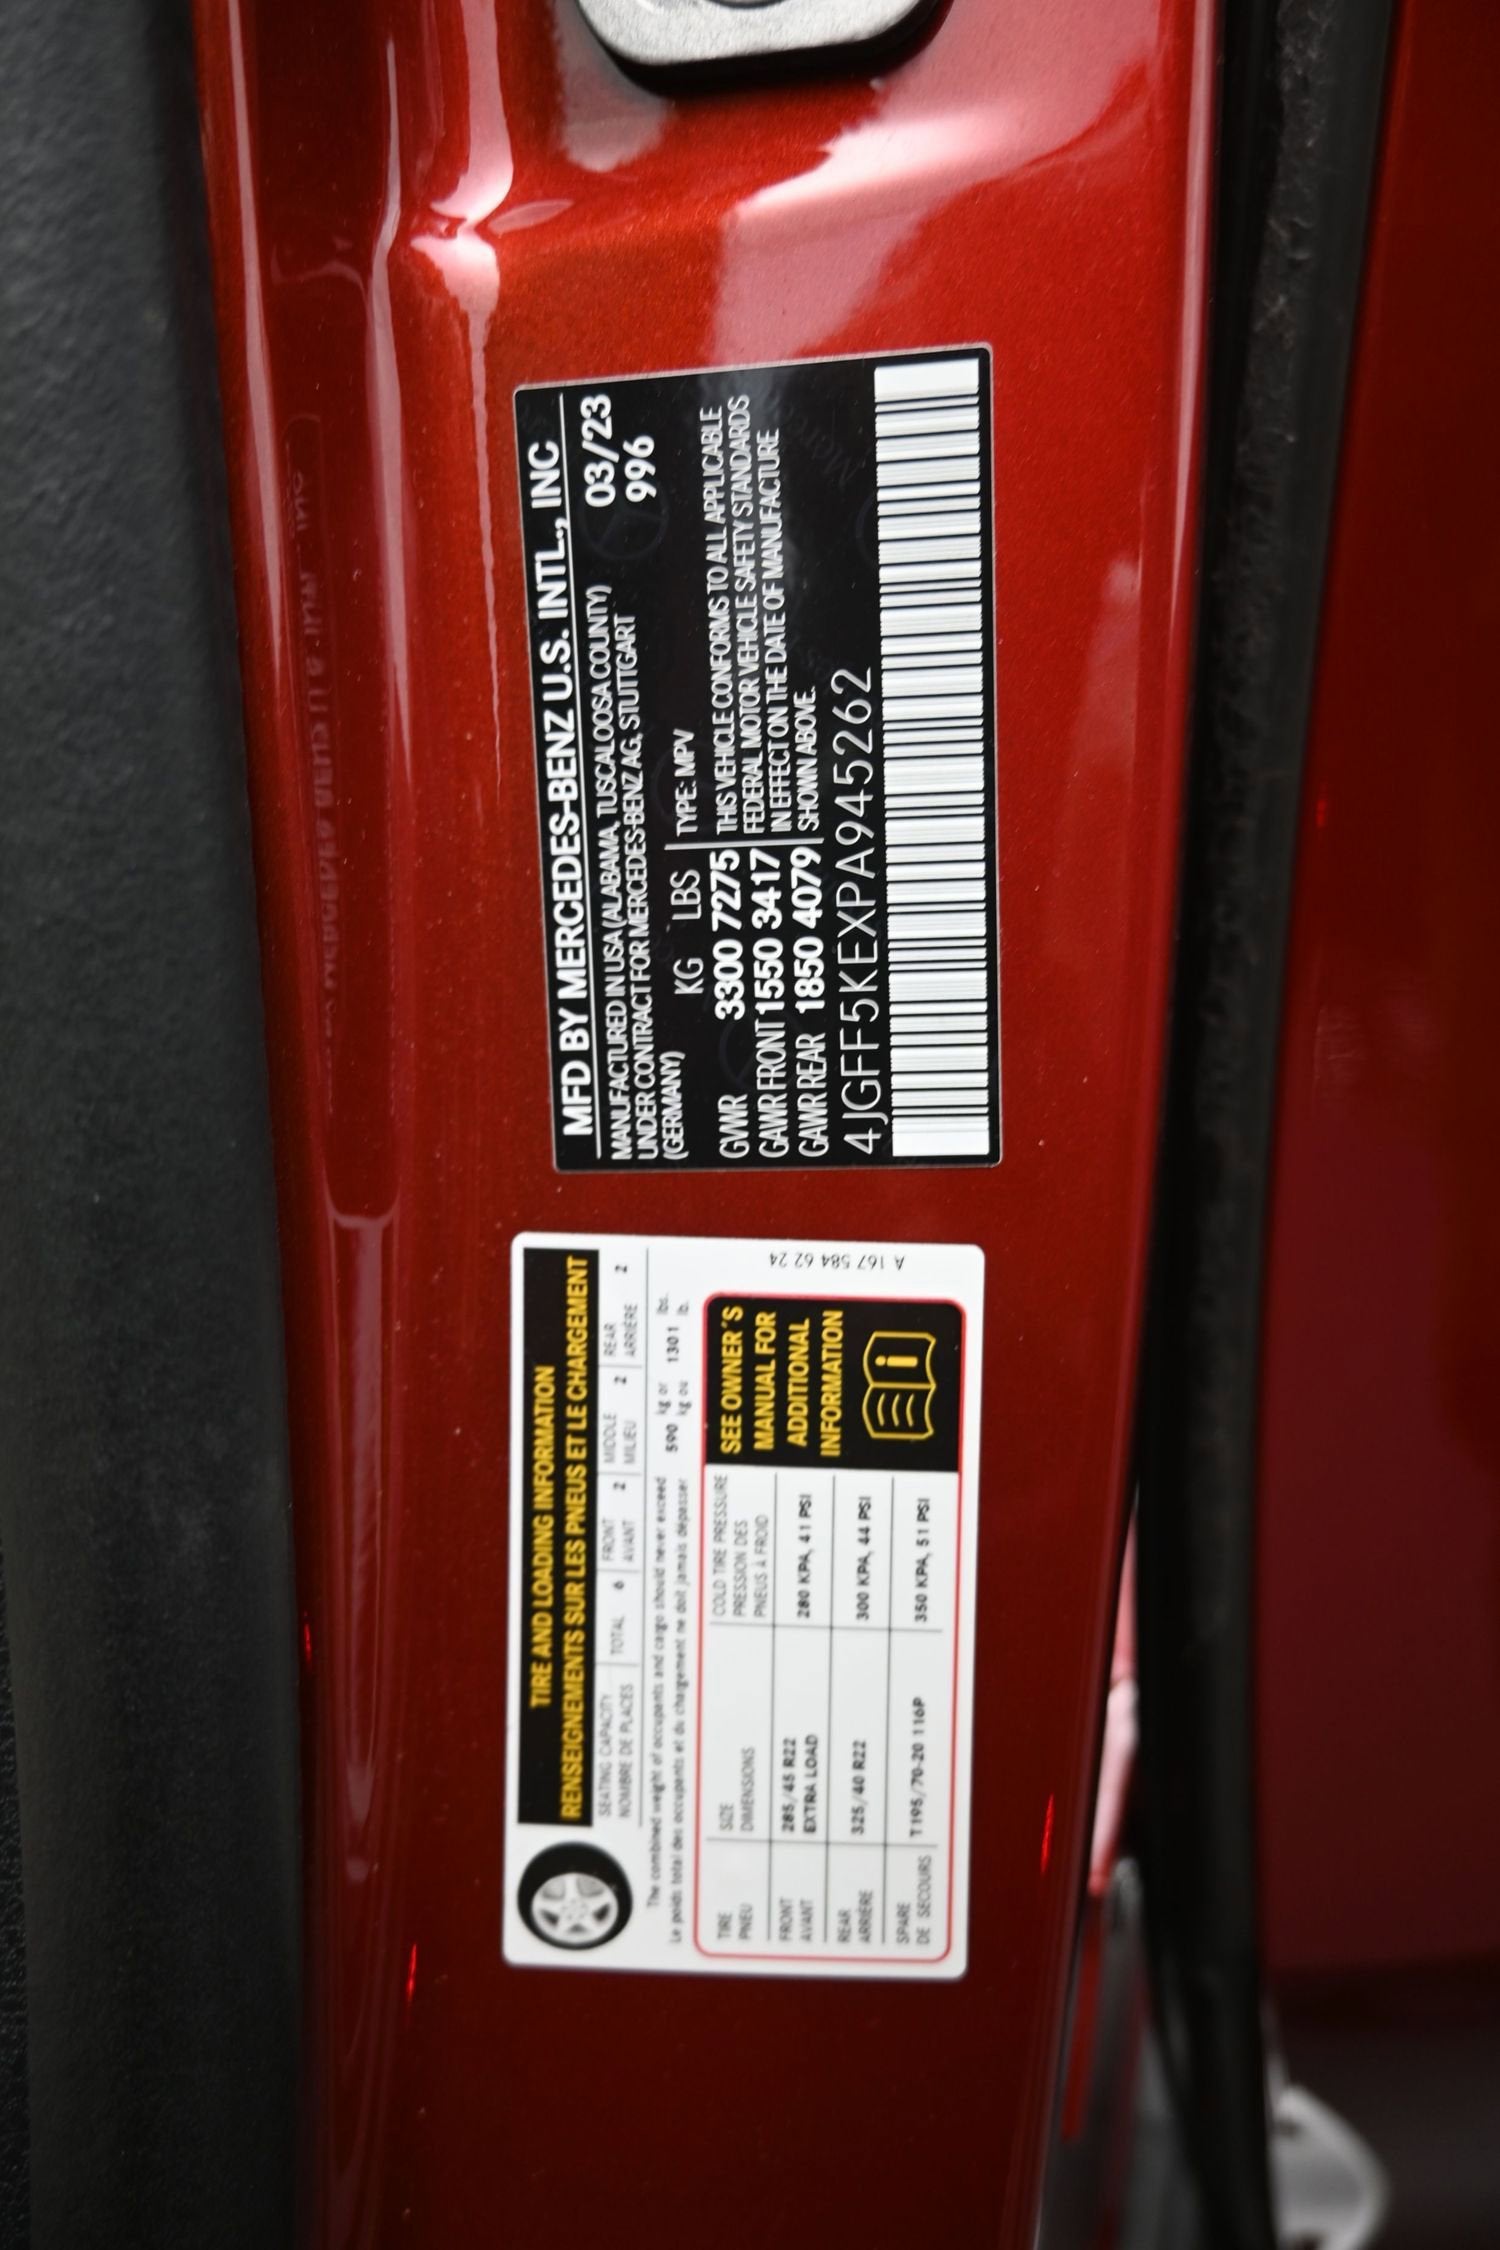 MFD BY MERCEDES-BENZ U.S. INTL., INC
MANUFACTURED IN USA (ALABAMA, TUSCALOOSA COUNTY) 03/23
UNDER CONTRACT FOR MERCEDES-BENZ AG, STUTTGART 996
(GERMANY)
KG LBS TYPE: MPV
GVWR 3300 7275 THIS VEHICLE CONFORMS TO ALL APPLICABLE
GAWR FRONT 1550 3417 FEDERAL MOTOR VEHICLE SAFETY STANDARDS
GAWR REAR 1850 4079 IN EFFECT ON THE DATE OF MANUFACTURE
SHOWN ABOVE.
4JGFF5KEXPA945262
TIRE AND LOADING INFORMATION
RENSEIGNEMENTS SUR LES PNEUS ET LE CHARGEMENT
SEATING CAPACITY TOTAL 6 FRONT 2 MIDDLE 2 REAR 2
NOMBRE DE PLACES AVANT MILIEU ARRIÈRE
The combined weight of occupants and cargo should never exceed 590 kg or 1301 lbs.
Le poids total des occupants et du chargement ne doit jamais dépasser kg ou lb.
TIRE SIZE COLD TIRE PRESSURE
PNEU DIMENSIONS PRESSION DES
PNEUS À FROID
FRONT 285/45 R22 280 KPA, 41 PSI
AVANT EXTRA LOAD
REAR 325/40 R22 300 KPA, 44 PSI
ARRIÈRE
SPARE T195/70-20 116P 350 KPA, 51 PSI
DE SECOURS
SEE OWNER'S
MANUAL FOR
ADDITIONAL
INFORMATION
A 167 584 62 24